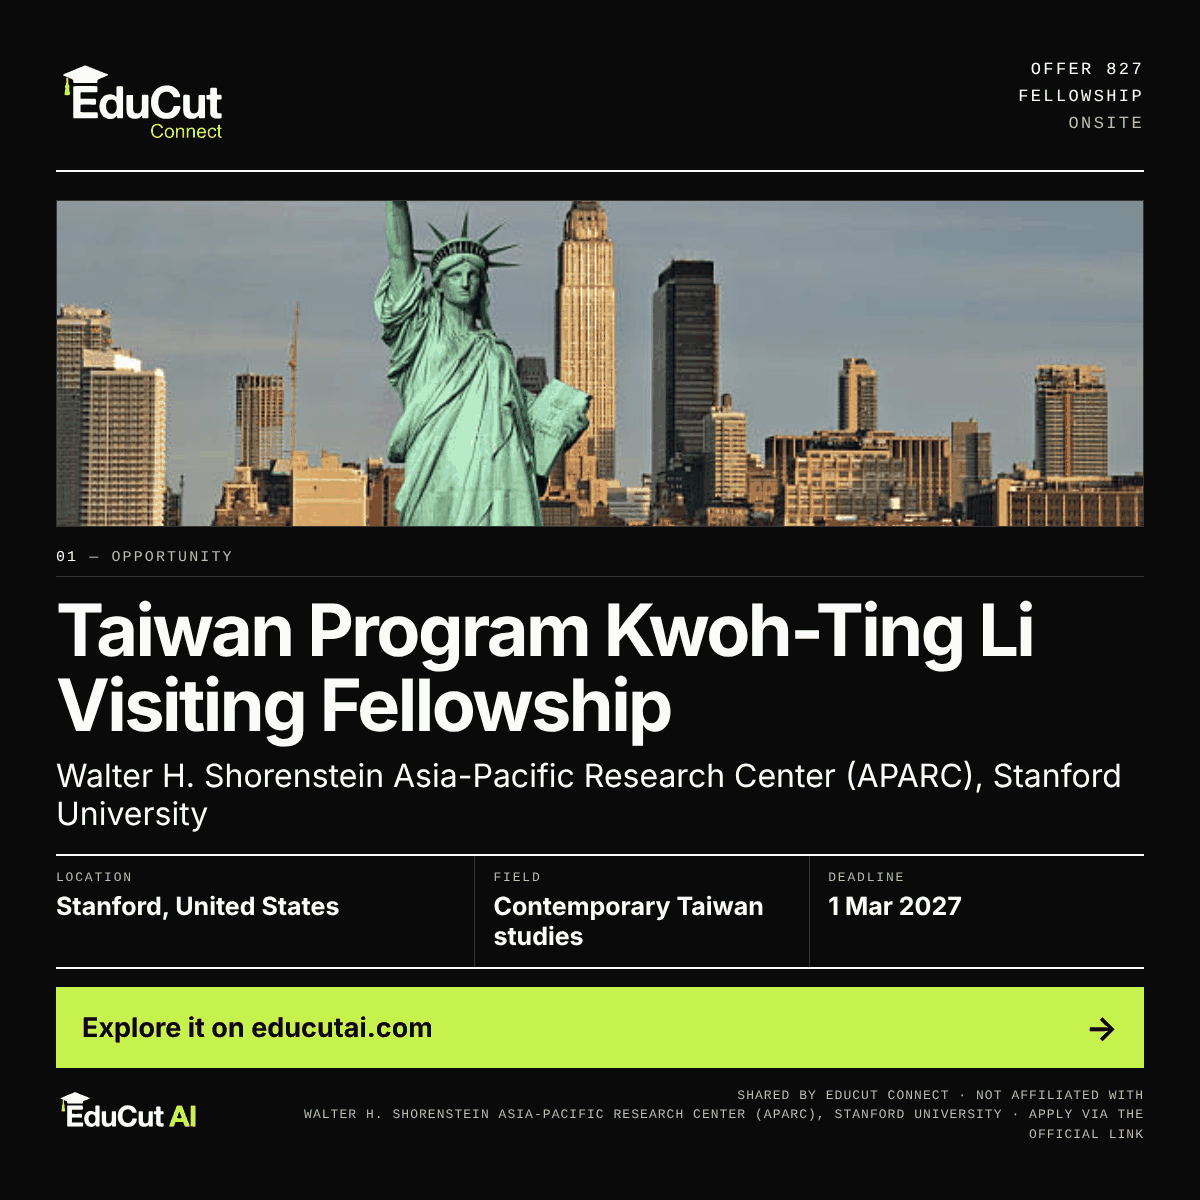 EduCut
Connect
OFFER 827
FELLOWSHIP
ONSITE
01 — OPPORTUNITY
Taiwan Program Kwoh-Ting Li
Visiting Fellowship
Walter H. Shorenstein Asia-Pacific Research Center (APARC), Stanford
University
LOCATION
Stanford, United States
FIELD
Contemporary Taiwan
studies
DEADLINE
1 Mar 2027
Explore it on educutai.com →
EduCut AI
SHARED BY EDUCUT CONNECT · NOT AFFILIATED WITH
WALTER H. SHORENSTEIN ASIA-PACIFIC RESEARCH CENTER (APARC), STANFORD UNIVERSITY · APPLY VIA THE
OFFICIAL LINK